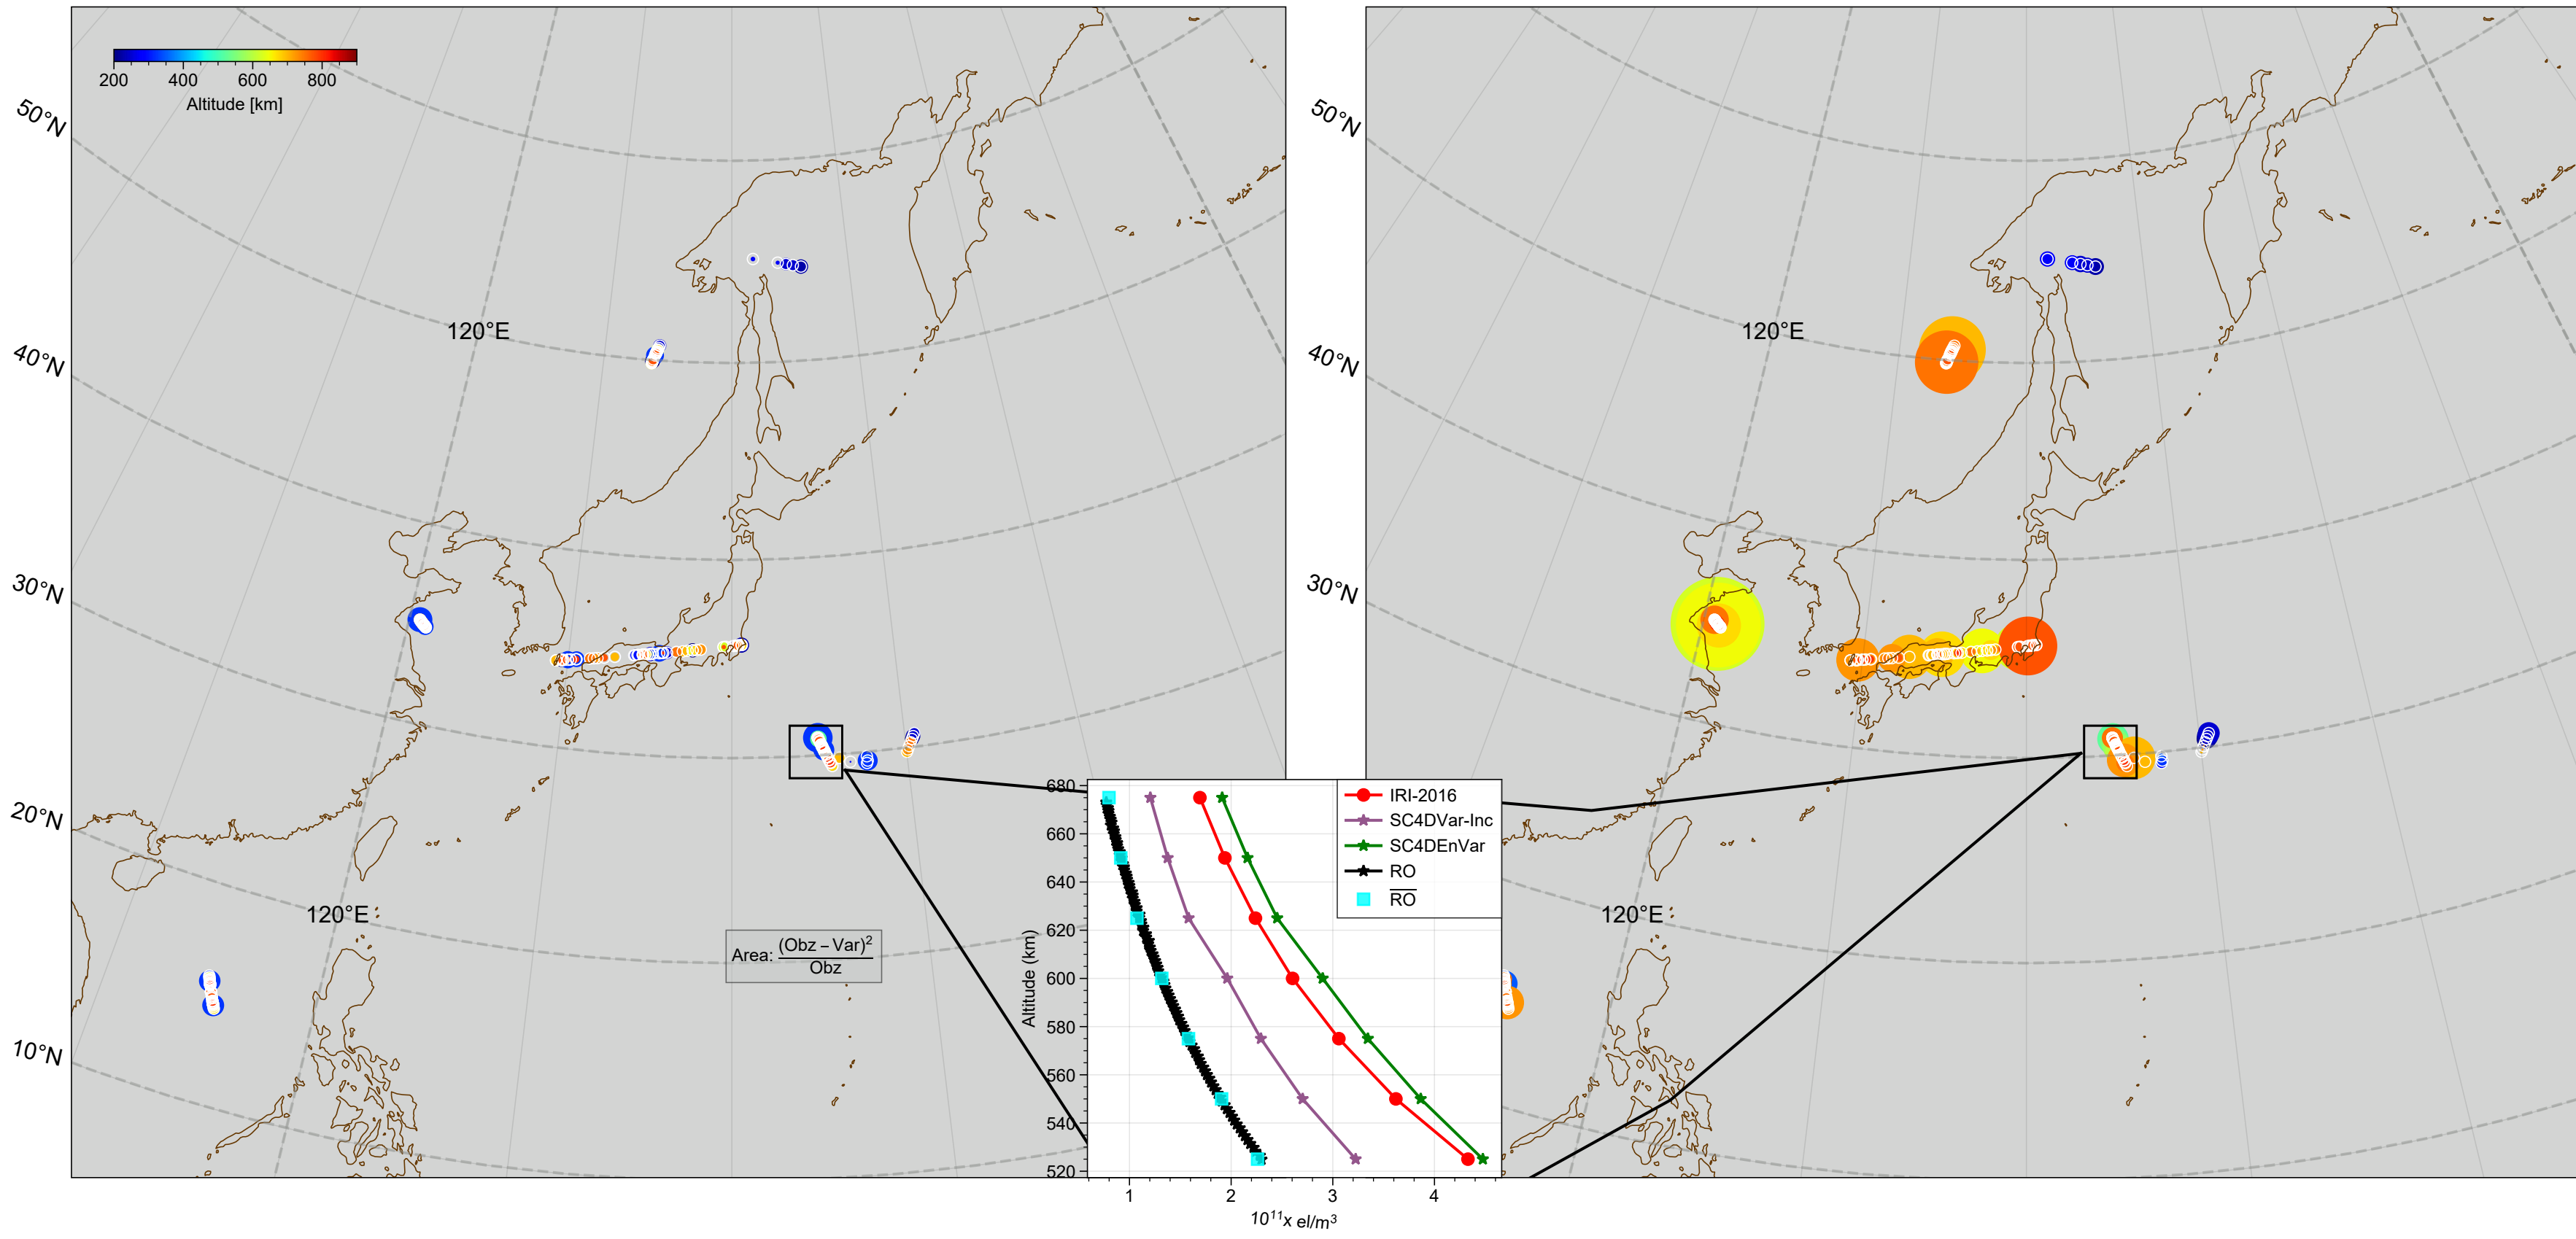 200 400 600 800
Altitude [km]
50°N
40°N
30°N
20°N
10°N
120°E
120°E
Area: (Obz – Var)²
Obz
50°N
40°N
30°N
120°E
120°E
680
660
640
620
600
580
560
540
520
Altitude (km)
1 2 3 4
10¹¹x el/m³
IRI-2016
SC4DVar-Inc
SC4DEnVar
RO
R̅O̅